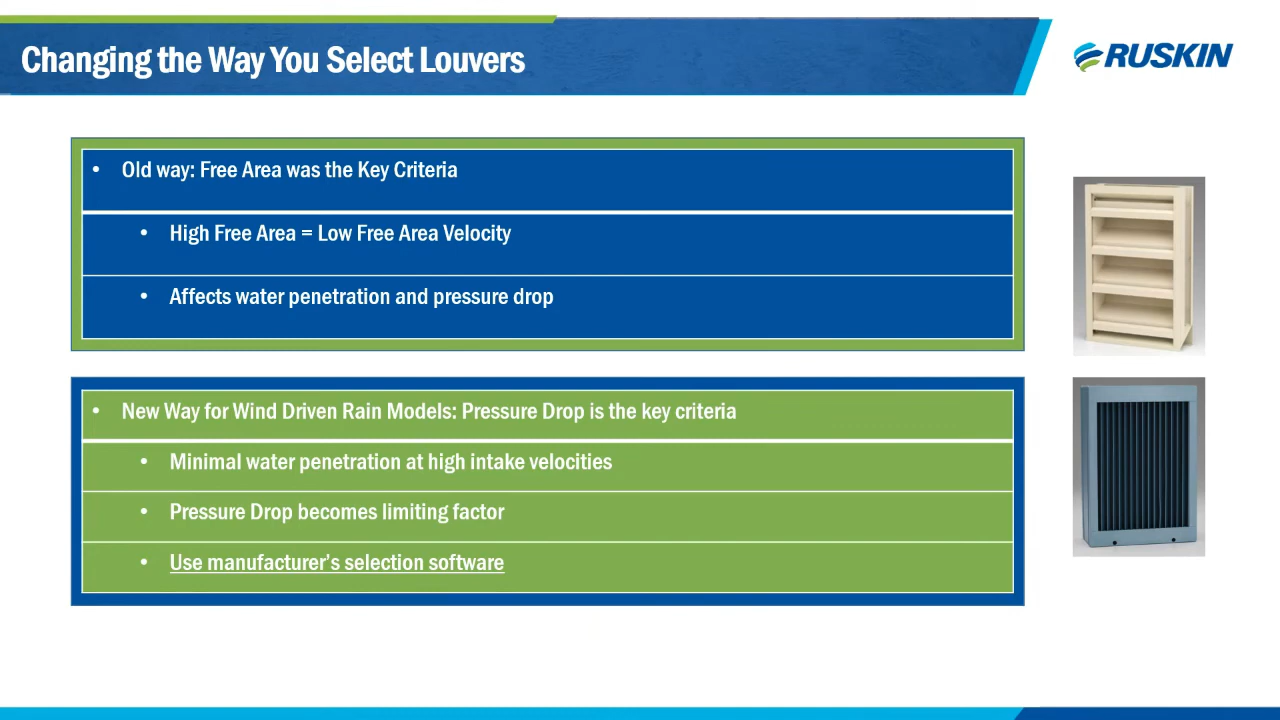 Changing the Way You Select Louvers
RUSKIN
• Old way: Free Area was the Key Criteria
• High Free Area = Low Free Area Velocity
• Affects water penetration and pressure drop
• New Way for Wind Driven Rain Models: Pressure Drop is the key criteria
• Minimal water penetration at high intake velocities
• Pressure Drop becomes limiting factor
• Use manufacturer's selection software